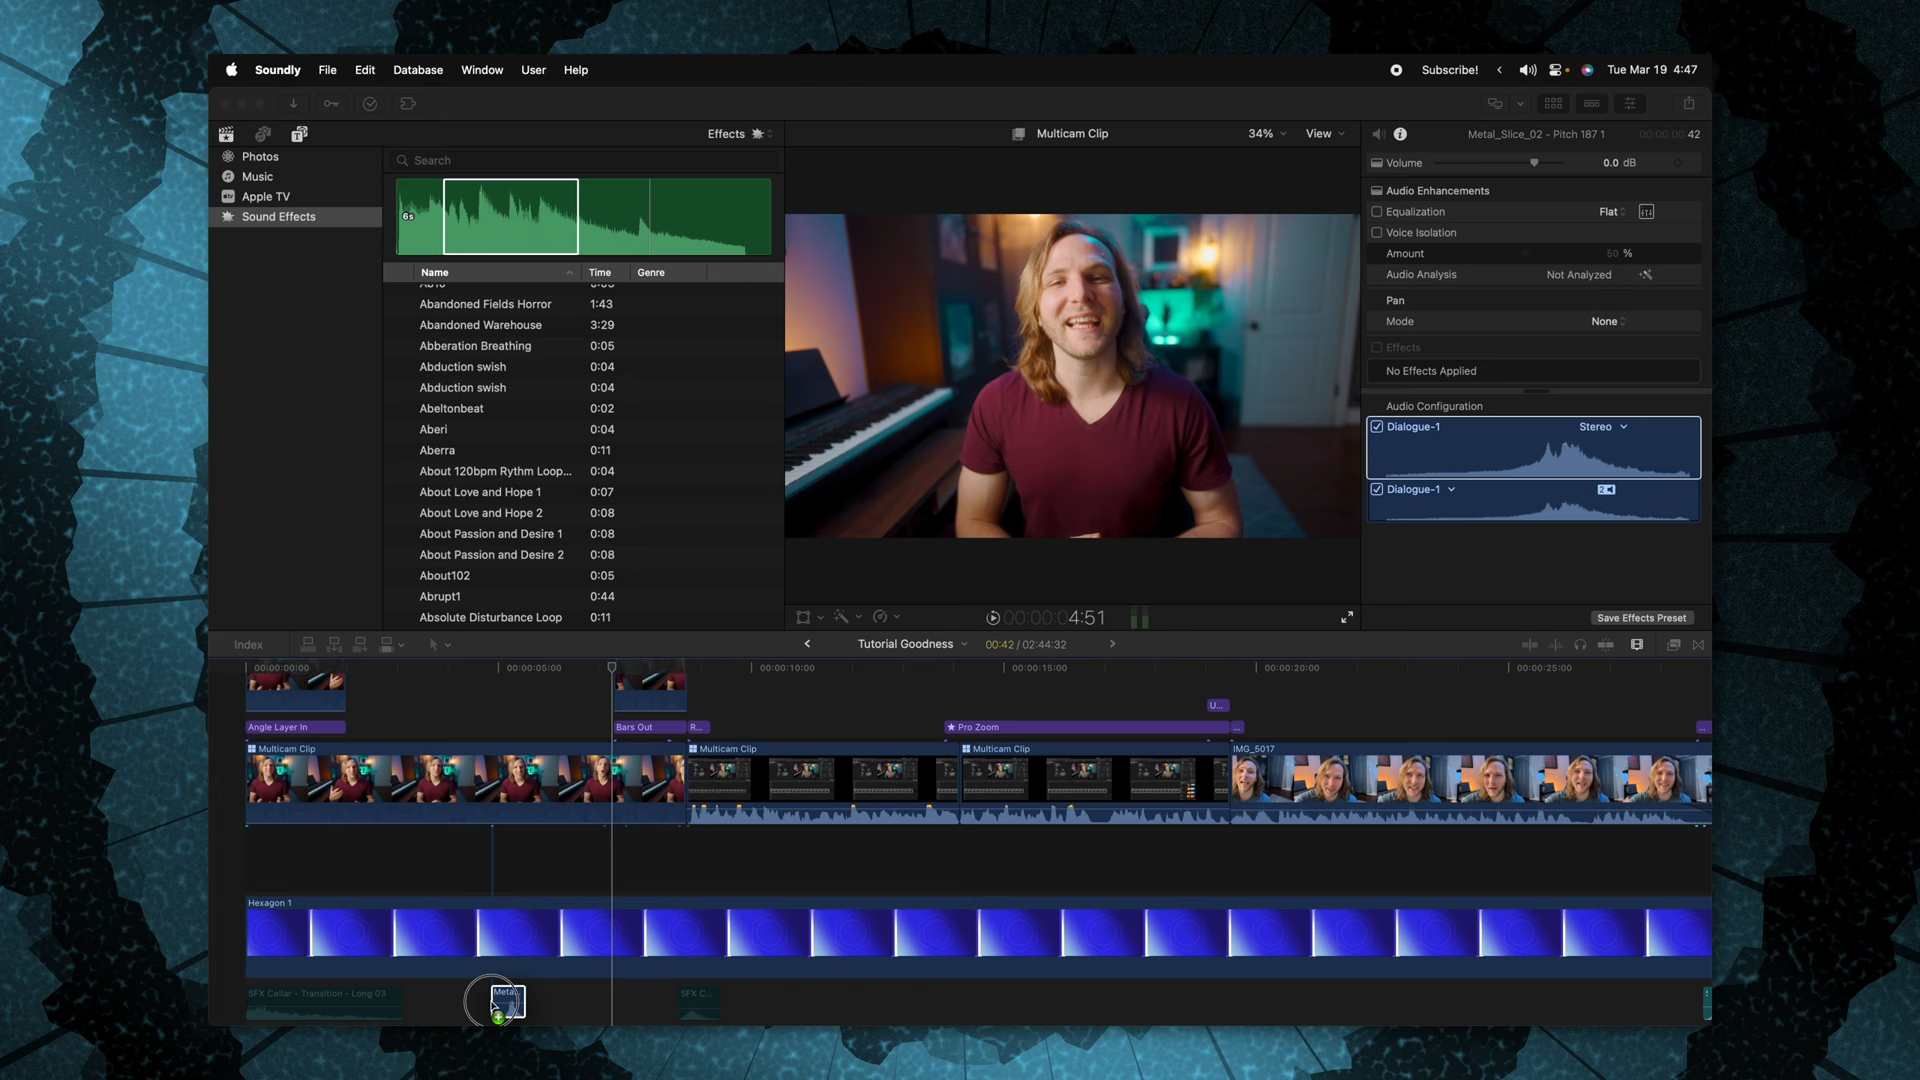 Soundly File Edit Database Window User Help Subscribe! Tue Mar 19 4:47
Effects Multicam Clip 34% View Metal_Slice_02 - Pitch 187 1 00:00:00:42
Photos
Music
Apple TV
Sound Effects
Search
6s
Name Time Genre
Abandoned Fields Horror 1:43
Abandoned Warehouse 3:29
Abberation Breathing 0:05
Abduction swish 0:04
Abduction swish 0:04
Abeltonbeat 0:02
Aberi 0:04
Aberra 0:11
About 120bpm Rythm Loop... 0:04
About Love and Hope 1 0:07
About Love and Hope 2 0:08
About Passion and Desire 1 0:08
About Passion and Desire 2 0:08
About102 0:05
Abrupt1 0:44
Absolute Disturbance Loop 0:11
00:00:04:51
Volume 0.0 dB
Audio Enhancements
Equalization Flat
Voice Isolation
Amount 50 %
Audio Analysis Not Analyzed
Pan
Mode None
Effects
No Effects Applied
Audio Configuration
Dialogue-1 Stereo
Dialogue-1 2
Save Effects Preset
Index Tutorial Goodness 00:42 / 02:44:32
00:00:00:00 00:00:05:00 00:00:10:00 00:00:15:00 00:00:20:00 00:00:25:00
U...
Angle Layer In Bars Out R... Pro Zoom ... ...
Multicam Clip Multicam Clip Multicam Clip IMG_5017
Hexagon 1
SFX Cellar - Transition - Long 03 Meta... SFX C...